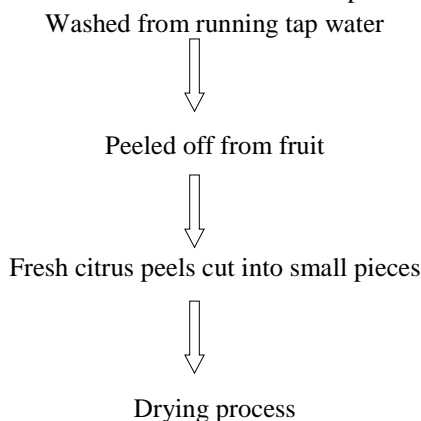 Washed from running tap water
Peeled off from fruit
Fresh citrus peels cut into small pieces
Drying process